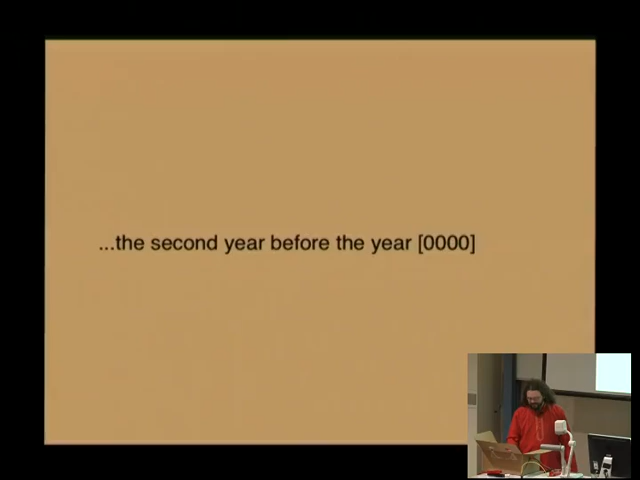 ...the second year before the year [0000]